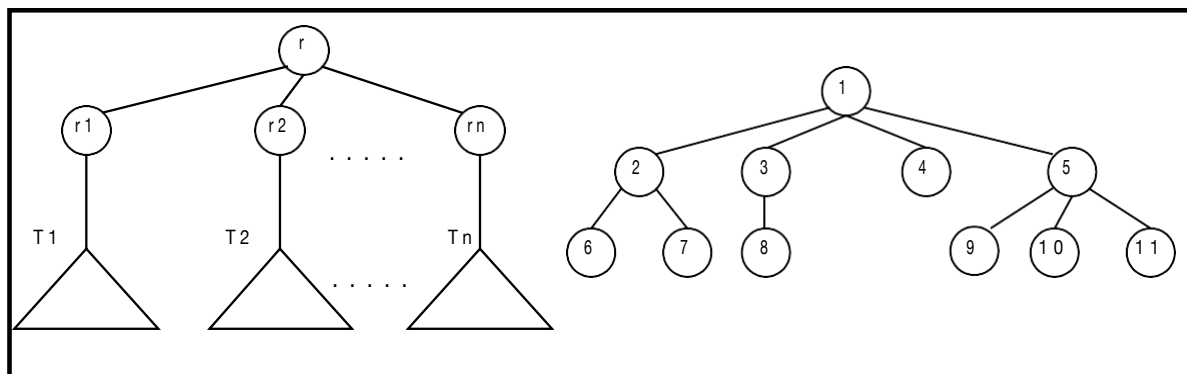 r
r1 r2 rn
. . . . .
T1 T2 Tn
. . . . .
1
2 3 4 5
6 7 8 9 10 11